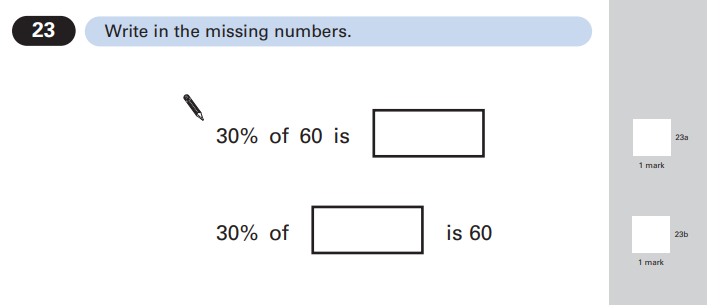 23 Write in the missing numbers.
30% of 60 is
23a
1 mark
30% of is 60
23b
1 mark